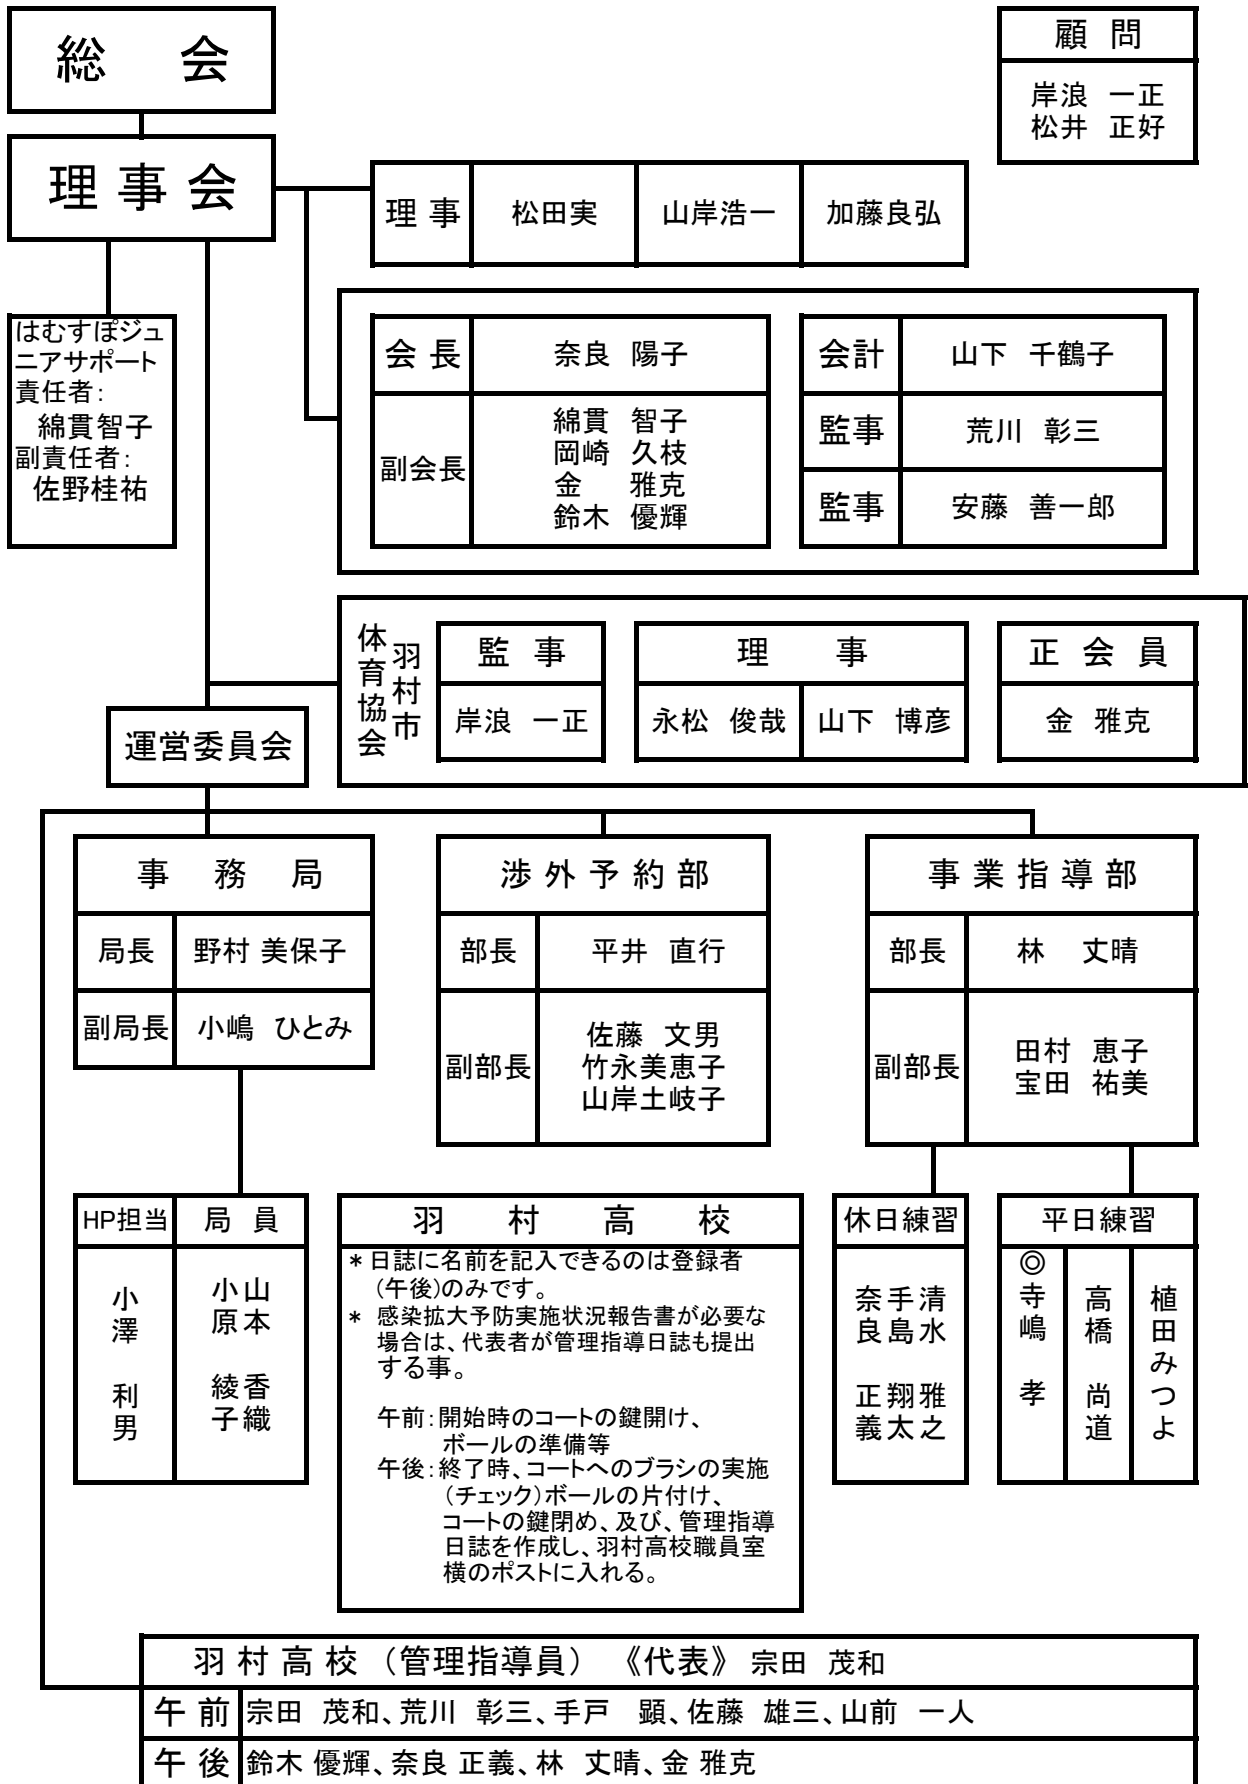 総 会
顧 問
岸浪 一正
松井 正好
理 事 会
理 事 松田実 山岸浩一 加藤良弘
はむすぽジュ
ニアサポート
責任者:
綿貫智子
副責任者:
佐野桂祐
会 長 奈良 陽子
副会長
綿貫 智子
岡崎 久枝
金 雅克
鈴木 優輝
会計 山下 千鶴子
監事 荒川 彰三
監事 安藤 善一郎
羽村市
体育協会
監 事
岸浪 一正
理 事
永松 俊哉 山下 博彦
正 会 員
金 雅克
運営委員会
事 務 局
局長 野村 美保子
副局長 小嶋 ひとみ
渉 外 予 約 部
部長 平井 直行
副部長
佐藤 文男
竹永美恵子
山岸土岐子
事 業 指 導 部
部長 林 丈晴
副部長
田村 恵子
宝田 祐美
HP担当
小澤 利男
局 員
山本 香織
小原 綾子
羽 村 高 校
* 日誌に名前を記入できるのは登録者
(午後)のみです。
* 感染拡大予防実施状況報告書が必要な
場合は、代表者が管理指導日誌も提出
する事。
午前:開始時のコートの鍵開け、
ボールの準備等
午後:終了時、コートへのブラシの実施
(チェック)ボールの片付け、
コートの鍵閉め、及び、管理指導
日誌を作成し、羽村高校職員室
横のポストに入れる。
休日練習
清水 雅之
手島 翔太
奈良 正義
平日練習
◎寺嶋 孝
高橋 尚道
植田みつよ
羽 村 高 校 (管理指導員) 《代表》 宗田 茂和
午 前 宗田 茂和、荒川 彰三、手戸 顕、佐藤 雄三、山前 一人
午 後 鈴木 優輝、奈良 正義、林 丈晴、金 雅克